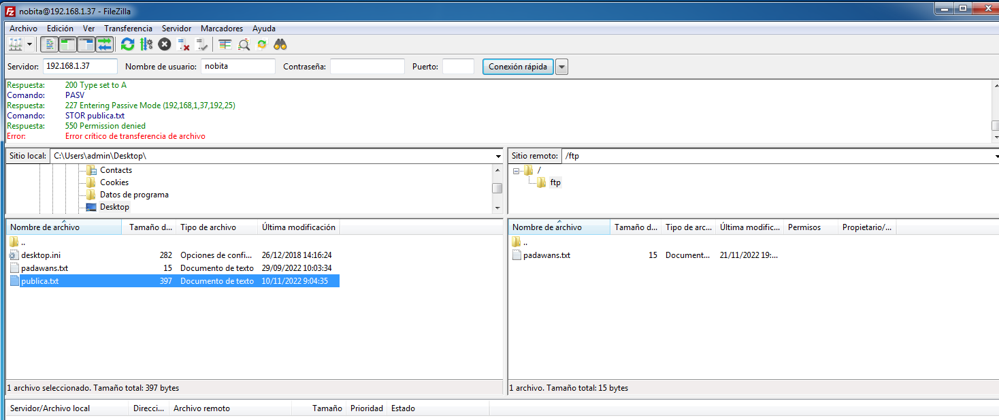 nobita@192.168.1.37 - FileZilla
Archivo Edición Ver Transferencia Servidor Marcadores Ayuda
Servidor: 192.168.1.37 Nombre de usuario: nobita Contraseña: Puerto: Conexión rápida
Respuesta: 200 Type set to A
Comando: PASV
Respuesta: 227 Entering Passive Mode (192,168,1,37,192,25)
Comando: STOR publica.txt
Respuesta: 550 Permission denied
Error: Error crítico de transferencia de archivo
Sitio local: C:\Users\admin\Desktop\
Contacts
Cookies
Datos de programa
Desktop
Sitio remoto: /ftp
/
ftp
Nombre de archivo Tamaño d... Tipo de archivo Última modificación
..
desktop.ini 282 Opciones de confi... 26/12/2018 14:16:24
padawans.txt 15 Documento de texto 29/09/2022 10:03:34
publica.txt 397 Documento de texto 10/11/2022 9:04:35
1 archivo seleccionado. Tamaño total: 397 bytes
Nombre de archivo Tamaño d... Tipo de arc... Última modific... Permisos Propietario/...
..
padawans.txt 15 Document... 21/11/2022 19:...
1 archivo. Tamaño total: 15 bytes
Servidor/Archivo local Direcci... Archivo remoto Tamaño Prioridad Estado